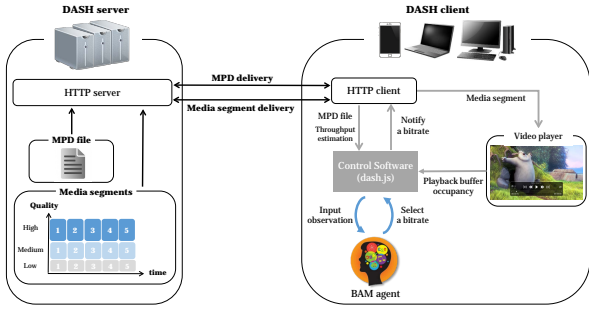 DASH server
DASH client
HTTP server
MPD delivery
Media segment delivery
HTTP client
Media segment
MPD file
Throughput
estimation
Notify
a bitrate
Video player
MPD file
Control Software
(dash.js)
Playback buffer
occupancy
Media segments
Quality
High
1 2 3 4 5
Medium
1 2 3 4 5
Low
1 2 3 4 5
time
Input
observation
Select
a bitrate
BAM agent